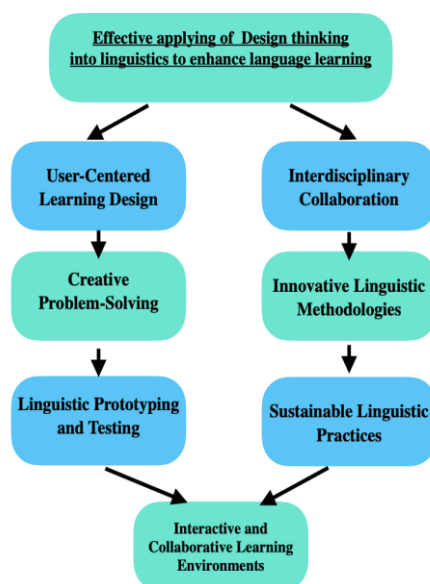 Effective applying of Design thinking
into linguistics to enhance language learning
User-Centered
Learning Design
Interdisciplinary
Collaboration
Creative
Problem-Solving
Innovative Linguistic
Methodologies
Linguistic Prototyping
and Testing
Sustainable Linguistic
Practices
Interactive and
Collaborative Learning
Environments